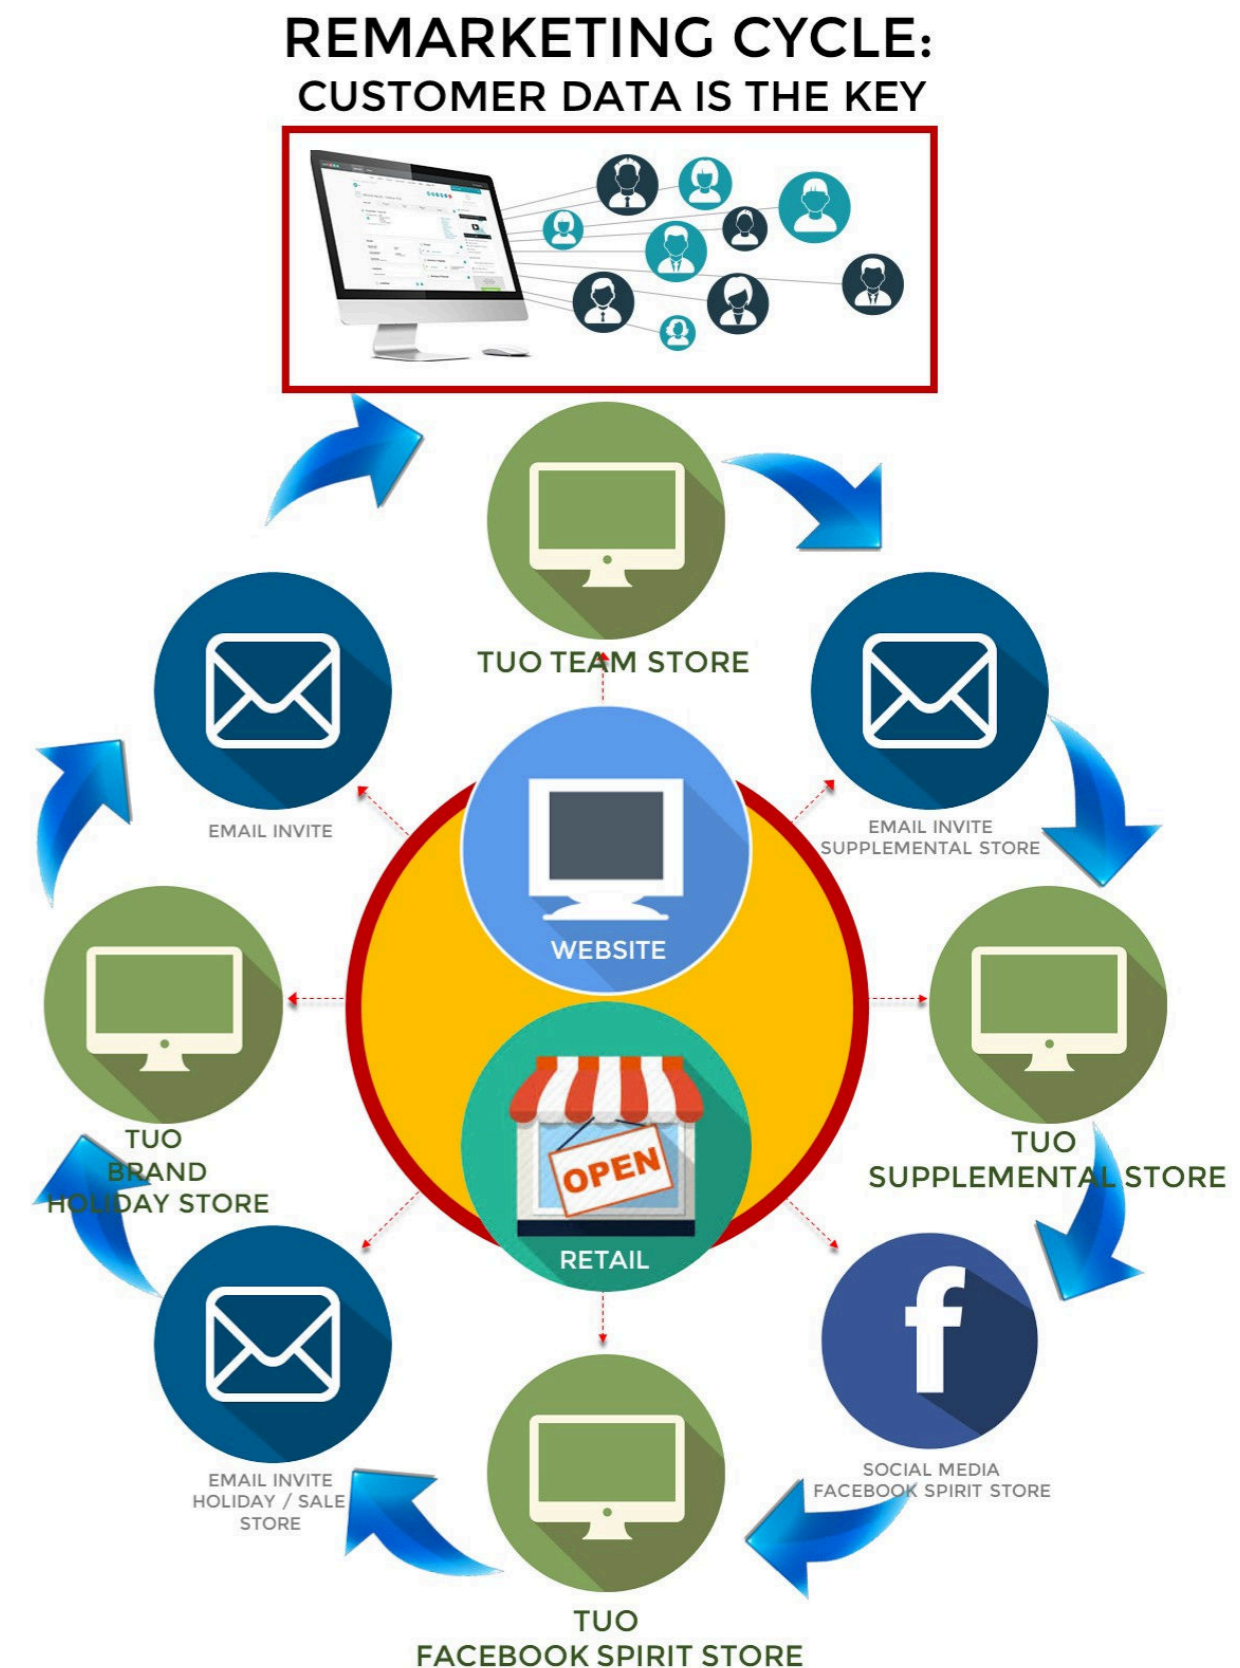 REMARKETING CYCLE:
CUSTOMER DATA IS THE KEY
TUO TEAM STORE
EMAIL INVITE
EMAIL INVITE
SUPPLEMENTAL STORE
WEBSITE
TUO
BRAND
HOLIDAY STORE
TUO
SUPPLEMENTAL STORE
OPEN
RETAIL
EMAIL INVITE
HOLIDAY / SALE
STORE
SOCIAL MEDIA
FACEBOOK SPIRIT STORE
TUO
FACEBOOK SPIRIT STORE